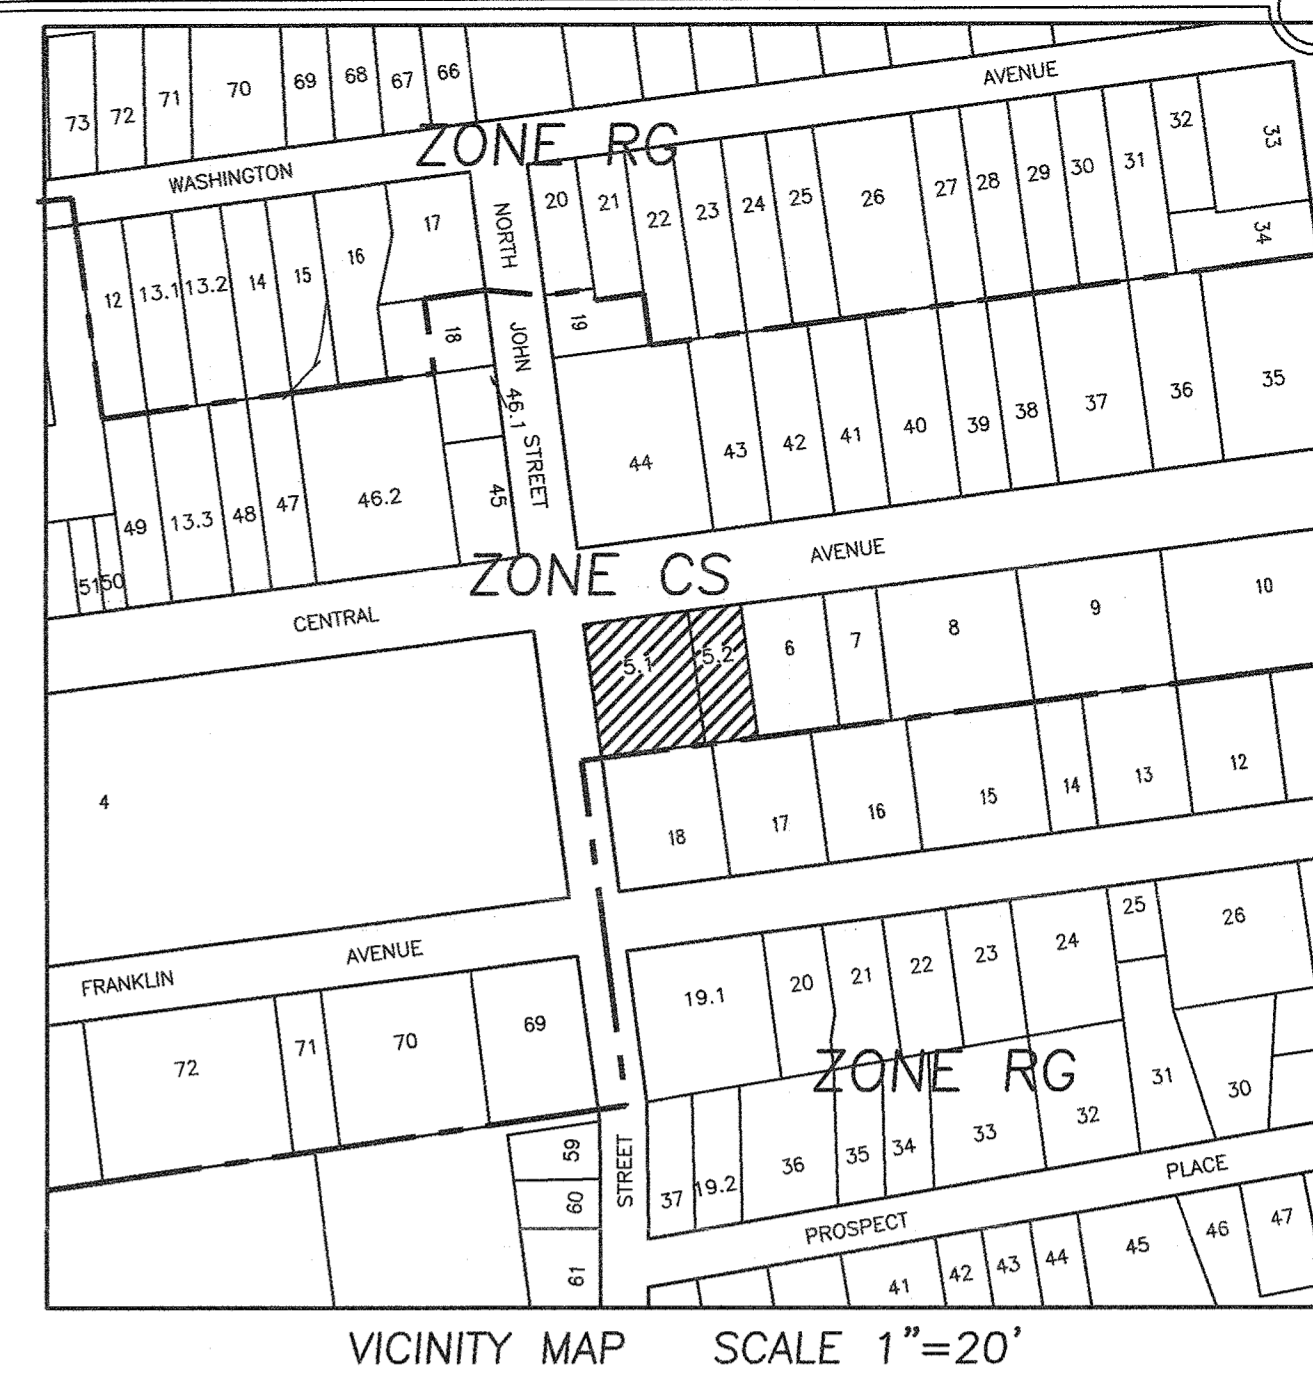 73 72 71 70 69 68 67 66
AVENUE
ZONE RG
WASHINGTON
32 33
20 21 22 23 24 25 26 27 28 29 30 31
34
NORTH
12 13.1 13.2 14 15 16 17
18
JOHN
19
46.1
STREET
44 43 42 41 40 39 38 37 36 35
49 13.3 48 47 46.2 45
51 50
ZONE CS
AVENUE
CENTRAL
5.1 5.2 6 7 8 9 10
4
18 17 16 15 14 13 12
FRANKLIN
AVENUE
19.1 20 21 22 23 24 25 26
72 71 70 69
ZONE RG
31 30
59
60
61
STREET
37 19.2 36 35 34 33 32
PLACE
PROSPECT
41 42 43 44 45 46 47
VICINITY MAP SCALE 1"=20'